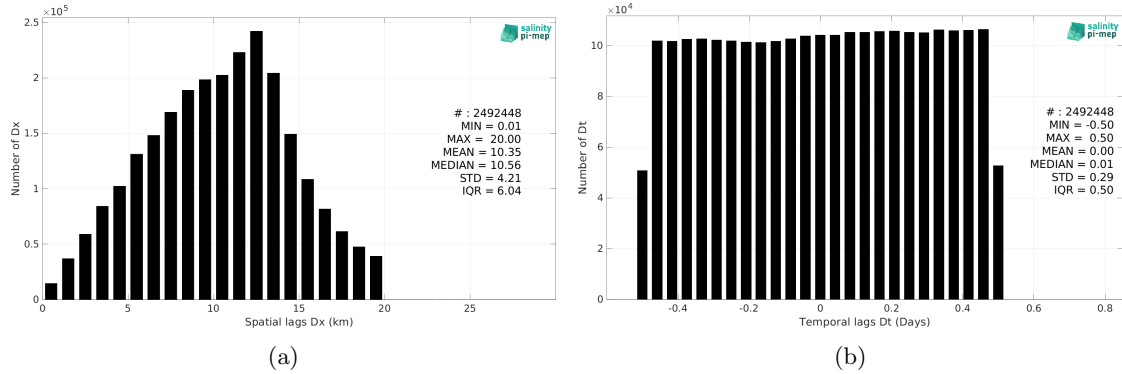 ×10⁵
2.5
2
1.5
1
0.5
0
0
5
10
15
20
25
Number of Dx
Spatial lags Dx (km)
salinity
pi-mep
# : 2492448
MIN = 0.01
MAX = 20.00
MEAN = 10.35
MEDIAN = 10.56
STD = 4.21
IQR = 6.04
(a)
×10⁴
10
8
6
4
2
0
-0.4
-0.2
0
0.2
0.4
0.6
0.8
Number of Dt
Temporal lags Dt (Days)
salinity
pi-mep
# : 2492448
MIN = -0.50
MAX = 0.50
MEAN = 0.00
MEDIAN = 0.01
STD = 0.29
IQR = 0.50
(b)